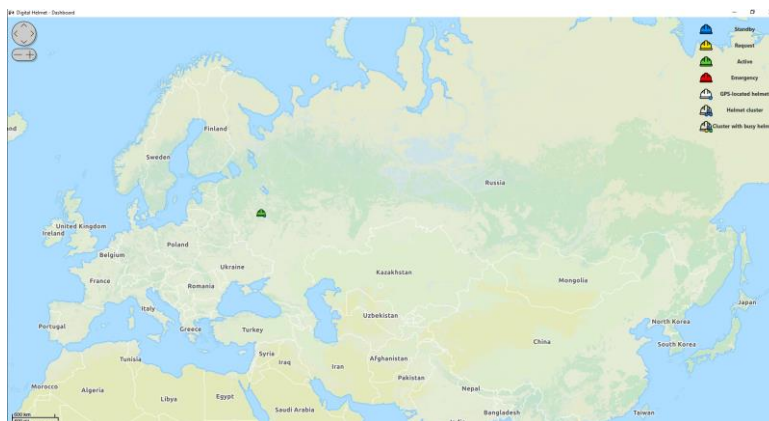 Digital Helmet - Dashboard
Standby
Request
Active
Emergency
GPS-located helmet
Helmet cluster
Cluster with busy helm
Finland
Sweden
Russia
United Kingdom
Ireland
Belgium
Poland
Ukraine
France
Romania
Kazakhstan
Mongolie
Italy
Uzbekistan
Japan
Portugal
Greece
Turkey
North Korea
South Korea
China
Tunisia
Syria
Iraq
Iran
Afghanistan
Pakistan
Morocco
Algeria
Libya
Egypt
Nepal
Saudi Arabia
Bangladesh
Taiwan